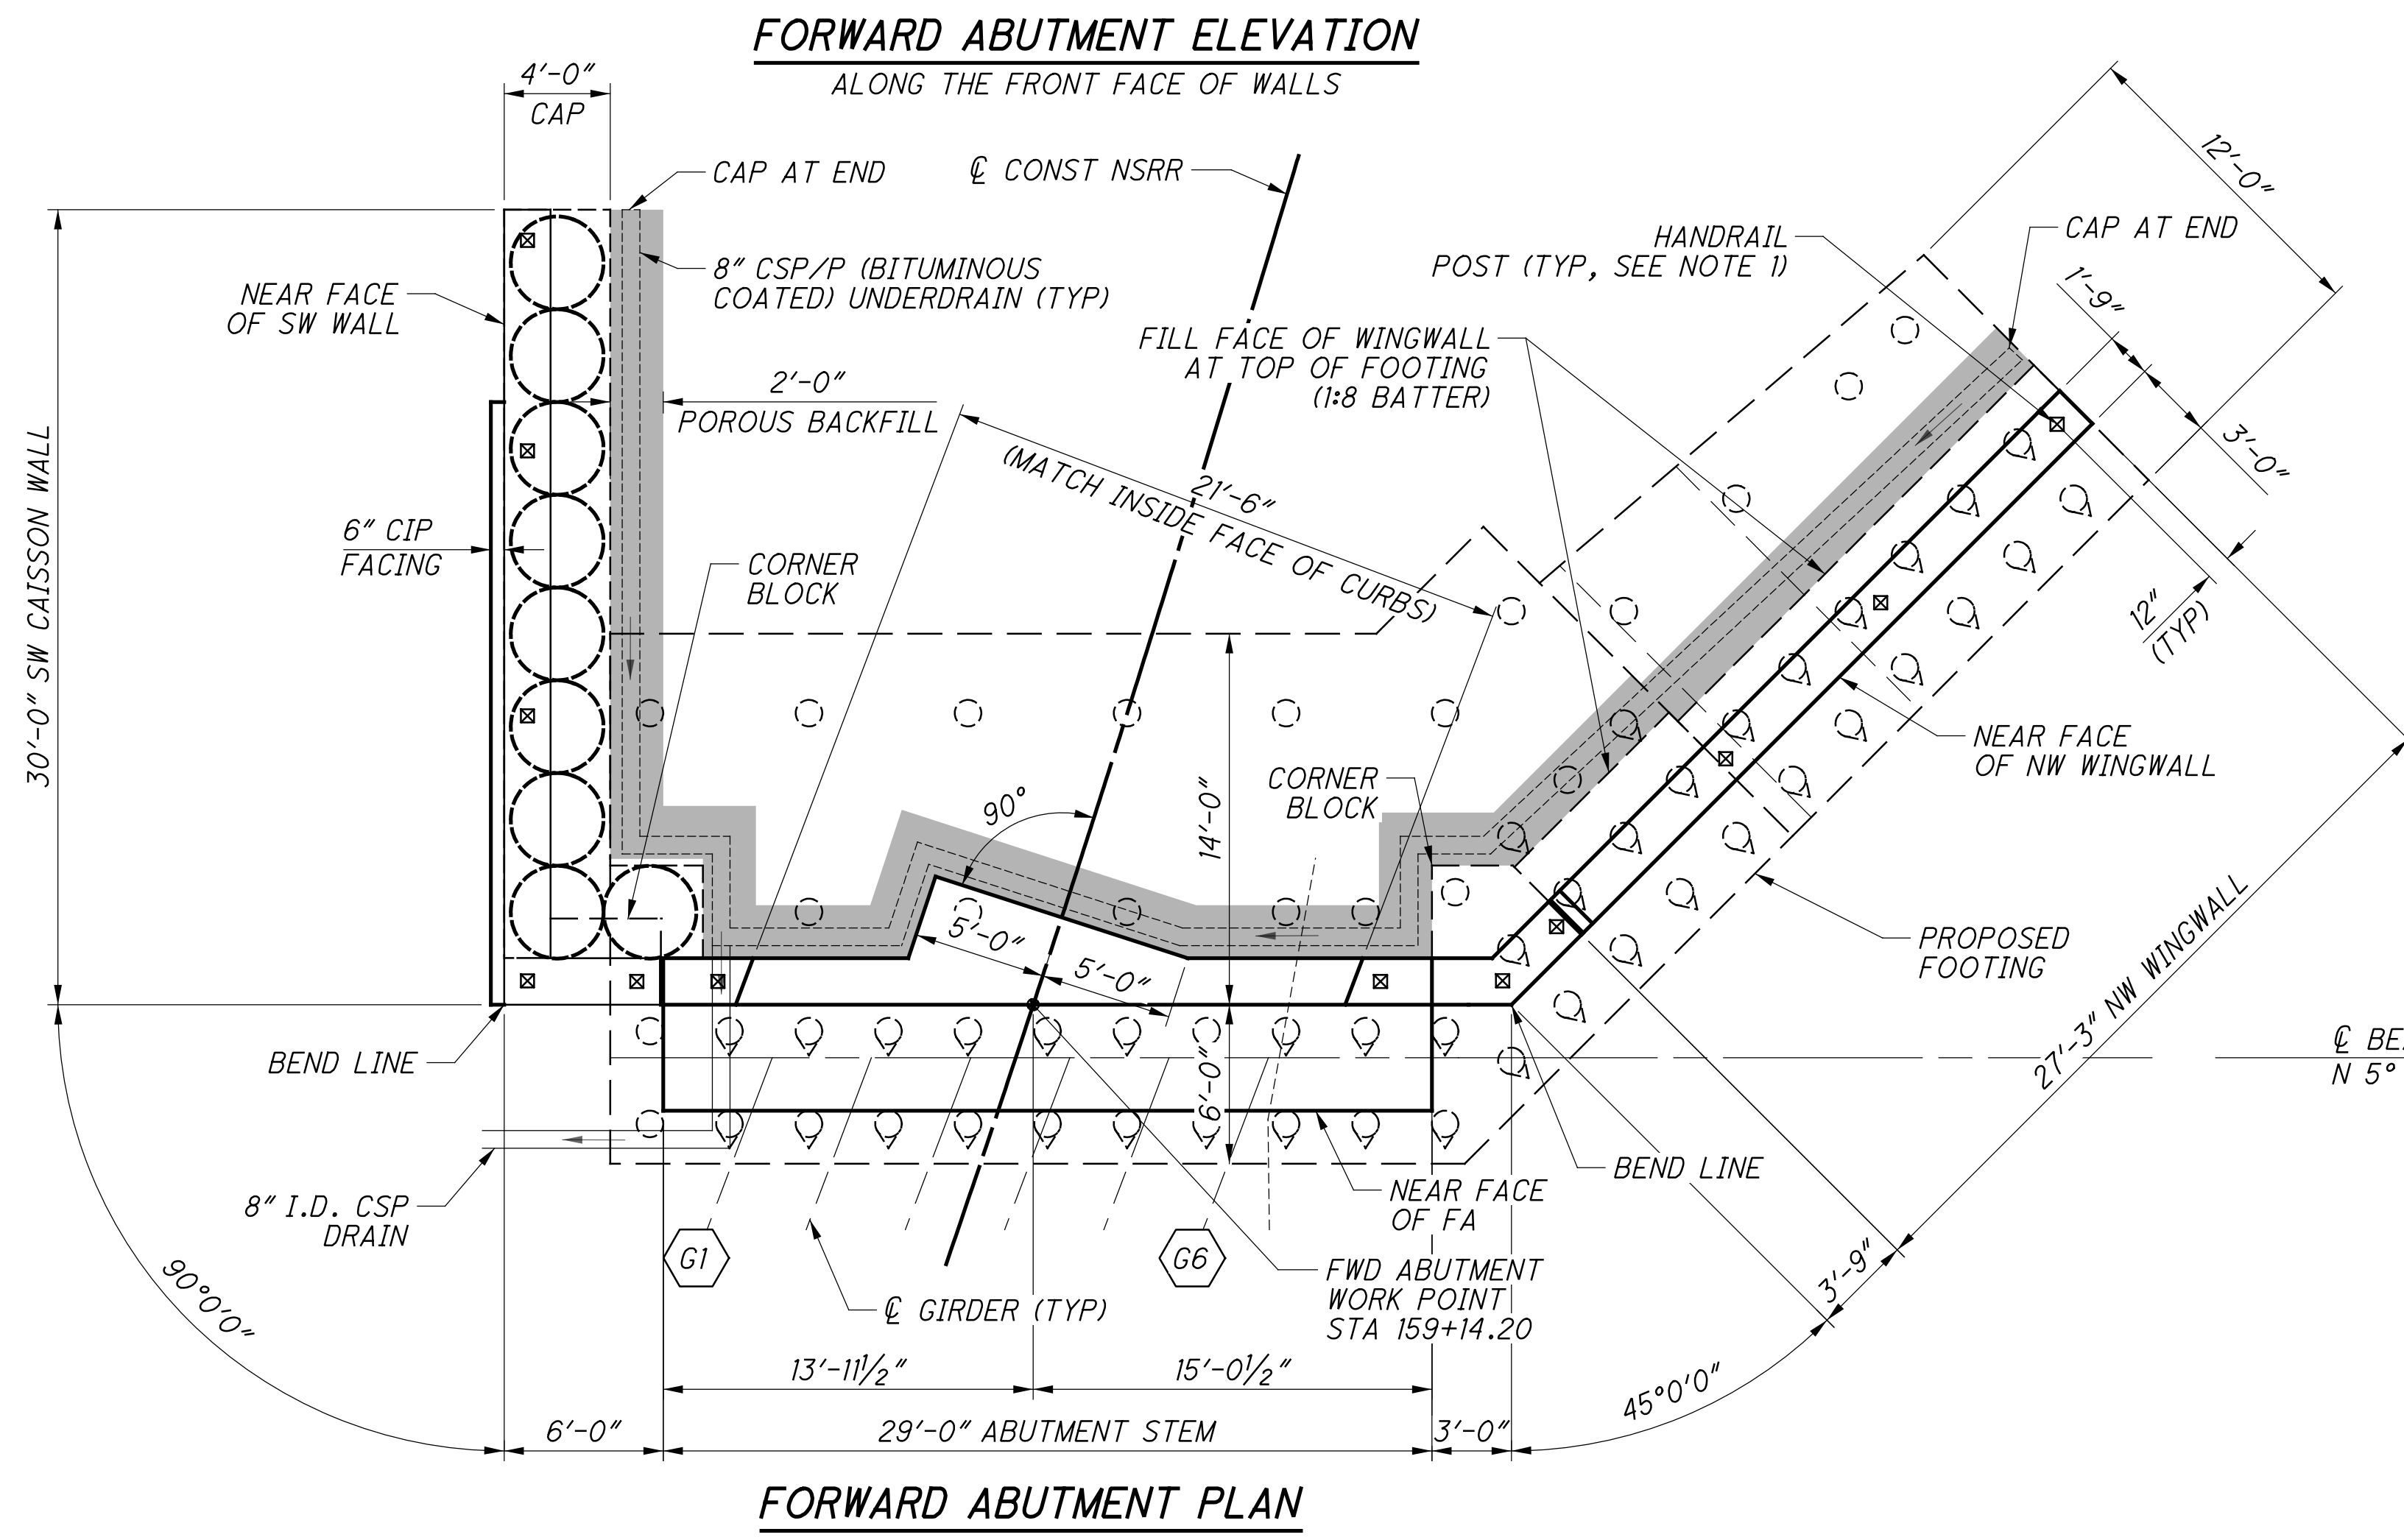 FORWARD ABUTMENT ELEVATION
ALONG THE FRONT FACE OF WALLS
4'-0"
CAP
CAP AT END
℄ CONST NSRR
12'-0"
HANDRAIL
POST (TYP, SEE NOTE 1)
CAP AT END
8" CSP/P (BITUMINOUS
COATED) UNDERDRAIN (TYP)
NEAR FACE
OF SW WALL
1'-9"
FILL FACE OF WINGWALL
AT TOP OF FOOTING
(1:8 BATTER)
2'-0"
POROUS BACKFILL
3'-0"
21'-6"
(MATCH INSIDE FACE OF CURBS)
30'-0" SW CAISSON WALL
6" CIP
FACING
CORNER
BLOCK
12"
(TYP)
NEAR FACE
OF NW WINGWALL
CORNER
BLOCK
90°
14'-0"
5'-0"
5'-0"
PROPOSED
FOOTING
27'-3" NW WINGWALL
BEND LINE
6'-0"
℄ BE
N 5°
BEND LINE
8" I.D. CSP
DRAIN
NEAR FACE
OF FA
G1
G6
FWD ABUTMENT
WORK POINT
STA 159+14.20
℄ GIRDER (TYP)
3'-9"
90°0'0"
13'-11½"
15'-0½"
45°0'0"
6'-0"
29'-0" ABUTMENT STEM
3'-0"
FORWARD ABUTMENT PLAN